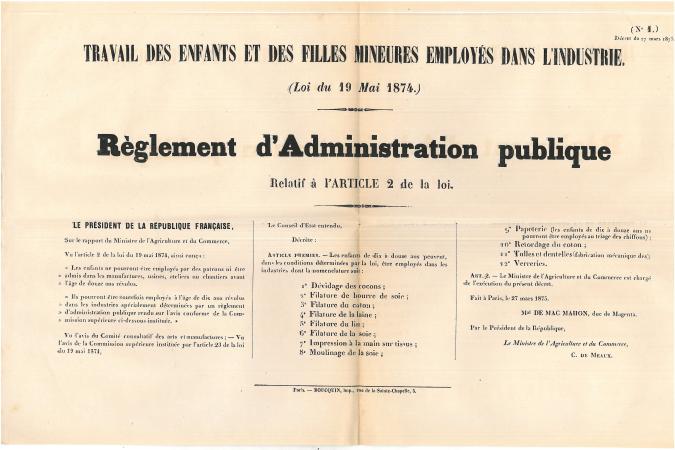 (N° 1.)
Décret du 27 mars 1875.
TRAVAIL DES ENFANTS ET DES FILLES MINEURES EMPLOYÉS DANS L'INDUSTRIE.
(Loi du 19 Mai 1874.)
Règlement d'Administration publique
Relatif à l'ARTICLE 2 de la loi.
LE PRÉSIDENT DE LA RÉPUBLIQUE FRANÇAISE,
Sur le rapport du Ministre de l'Agriculture et du Commerce,
Vu l'article 2 de la loi du 19 mai 1874, ainsi conçu :
« Les enfants ne pourront être employés par des patrons ni être
» admis dans les manufactures, usines, ateliers ou chantiers avant
» l'âge de douze ans révolus.
» Ils pourront être toutefois employés à l'âge de dix ans révolus
» dans les industries spécialement déterminées par un règlement
» d'administration publique rendu sur l'avis conforme de la Com-
» mission supérieure ci-dessous instituée. »
Vu l'avis du Comité consultatif des arts et manufactures ; — Vu
l'avis de la Commission supérieure instituée par l'article 23 de la loi
du 19 mai 1874,
Le Conseil d'État entendu,
Décrète :
ARTICLE PREMIER. — Les enfants de dix à douze ans peuvent,
dans les conditions déterminées par la loi, être employés dans les
industries dont la nomenclature suit :
1° Dévidage des cocons ;
2° Filature de bourre de soie ;
3° Filature du coton ;
4° Filature de la laine ;
5° Filature du lin ;
6° Filature de la soie ;
7° Impression à la main sur tissus ;
8° Moulinage de la soie ;
9° Papeterie (les enfants de dix à douze ans ne
pourront être employés au triage des chiffons) ;
10° Retordage du coton ;
11° Tulles et dentelles (fabrication mécanique des)
12° Verreries.
ART. 2. — Le Ministre de l'Agriculture et du Commerce est chargé
de l'exécution du présent décret.
Fait à Paris, le 27 mars 1875.
Mal DE MAC MAHON, duc de Magenta.
Par le Président de la République,
Le Ministre de l'Agriculture et du Commerce,
C. DE MEAUX.
Paris. — BOUCQUIN, imp., rue de la Sainte-Chapelle, 5.